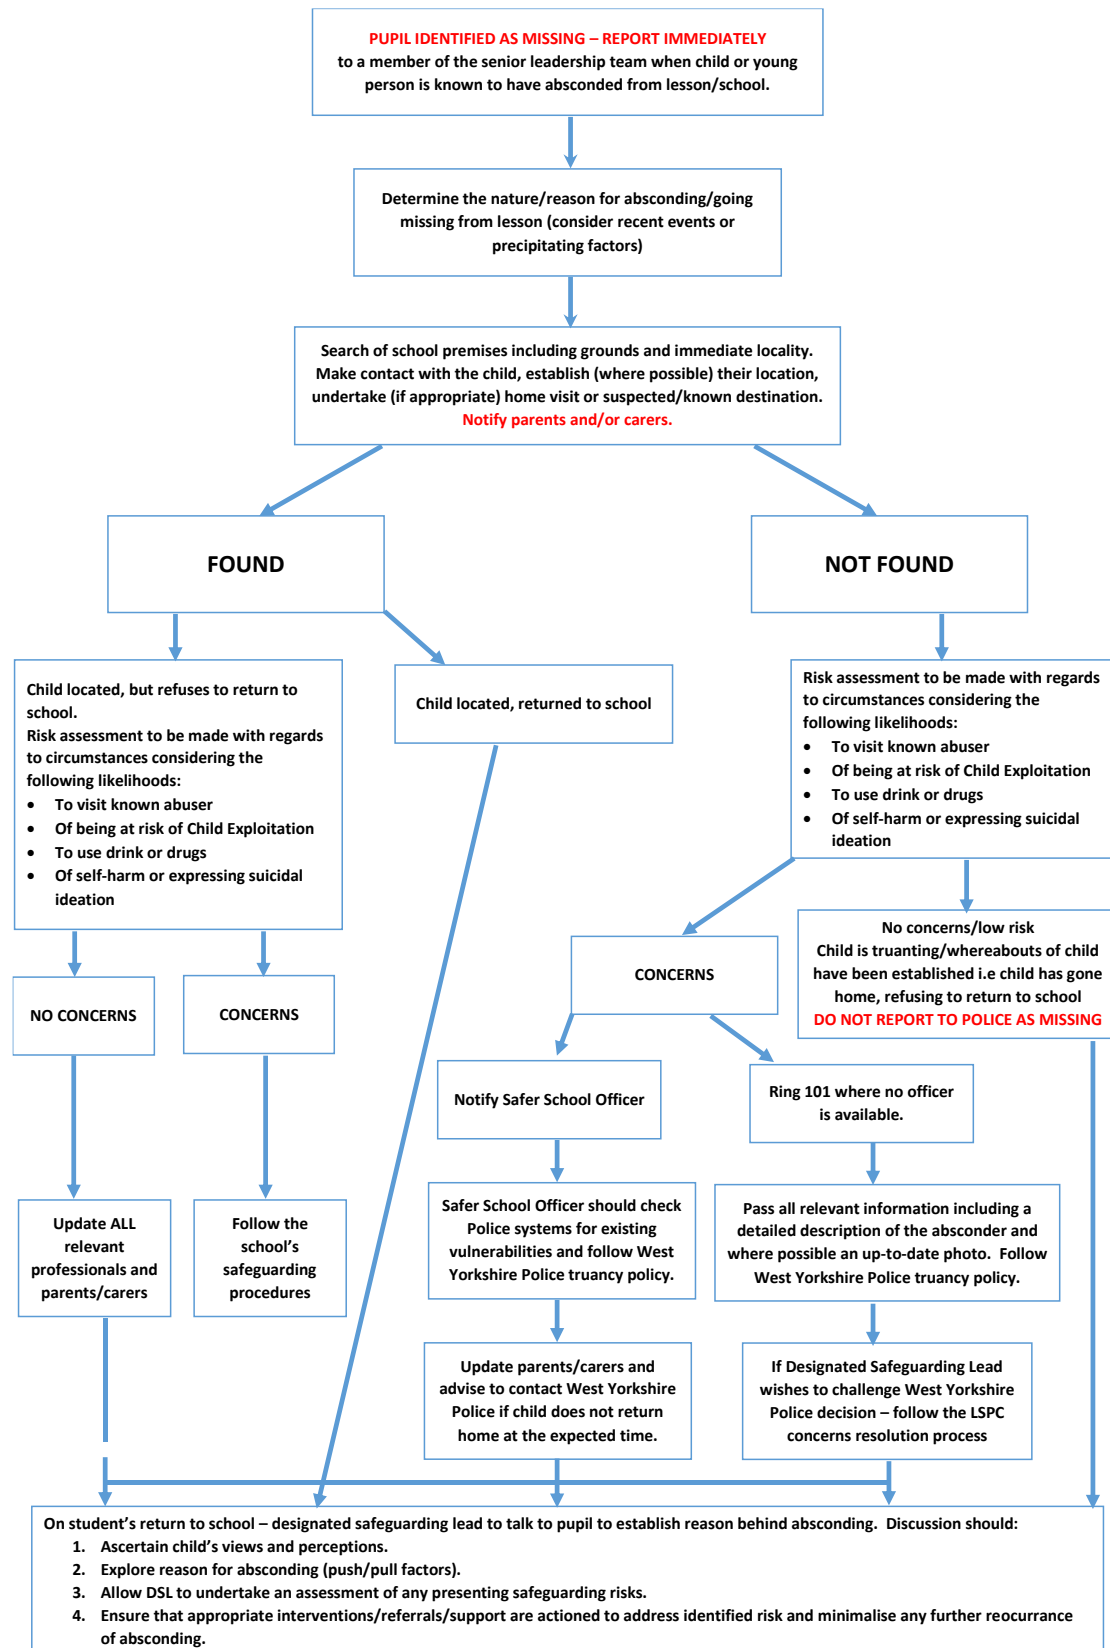 PUPIL IDENTIFIED AS MISSING – REPORT IMMEDIATELY
to a member of the senior leadership team when child or young
person is known to have absconded from lesson/school.
Determine the nature/reason for absconding/going
missing from lesson (consider recent events or
precipitating factors)
Search of school premises including grounds and immediate locality.
Make contact with the child, establish (where possible) their location,
undertake (if appropriate) home visit or suspected/known destination.
Notify parents and/or carers.
FOUND
NOT FOUND
Child located, but refuses to return to
school.
Risk assessment to be made with regards
to circumstances considering the
following likelihoods:
• To visit known abuser
• Of being at risk of Child Exploitation
• To use drink or drugs
• Of self-harm or expressing suicidal
ideation
Child located, returned to school
Risk assessment to be made with regards
to circumstances considering the
following likelihoods:
• To visit known abuser
• Of being at risk of Child Exploitation
• To use drink or drugs
• Of self-harm or expressing suicidal
ideation
NO CONCERNS
CONCERNS
CONCERNS
No concerns/low risk
Child is truanting/whereabouts of child
have been established i.e child has gone
home, refusing to return to school
DO NOT REPORT TO POLICE AS MISSING
Notify Safer School Officer
Ring 101 where no officer
is available.
Update ALL
relevant
professionals and
parents/carers
Follow the
school's
safeguarding
procedures
Safer School Officer should check
Police systems for existing
vulnerabilities and follow West
Yorkshire Police truancy policy.
Pass all relevant information including a
detailed description of the absconder and
where possible an up-to-date photo. Follow
West Yorkshire Police truancy policy.
Update parents/carers and
advise to contact West Yorkshire
Police if child does not return
home at the expected time.
If Designated Safeguarding Lead
wishes to challenge West Yorkshire
Police decision – follow the LSPC
concerns resolution process
On student's return to school – designated safeguarding lead to talk to pupil to establish reason behind absconding. Discussion should:
1. Ascertain child's views and perceptions.
2. Explore reason for absconding (push/pull factors).
3. Allow DSL to undertake an assessment of any presenting safeguarding risks.
4. Ensure that appropriate interventions/referrals/support are actioned to address identified risk and minimalise any further reocurrance
of absconding.